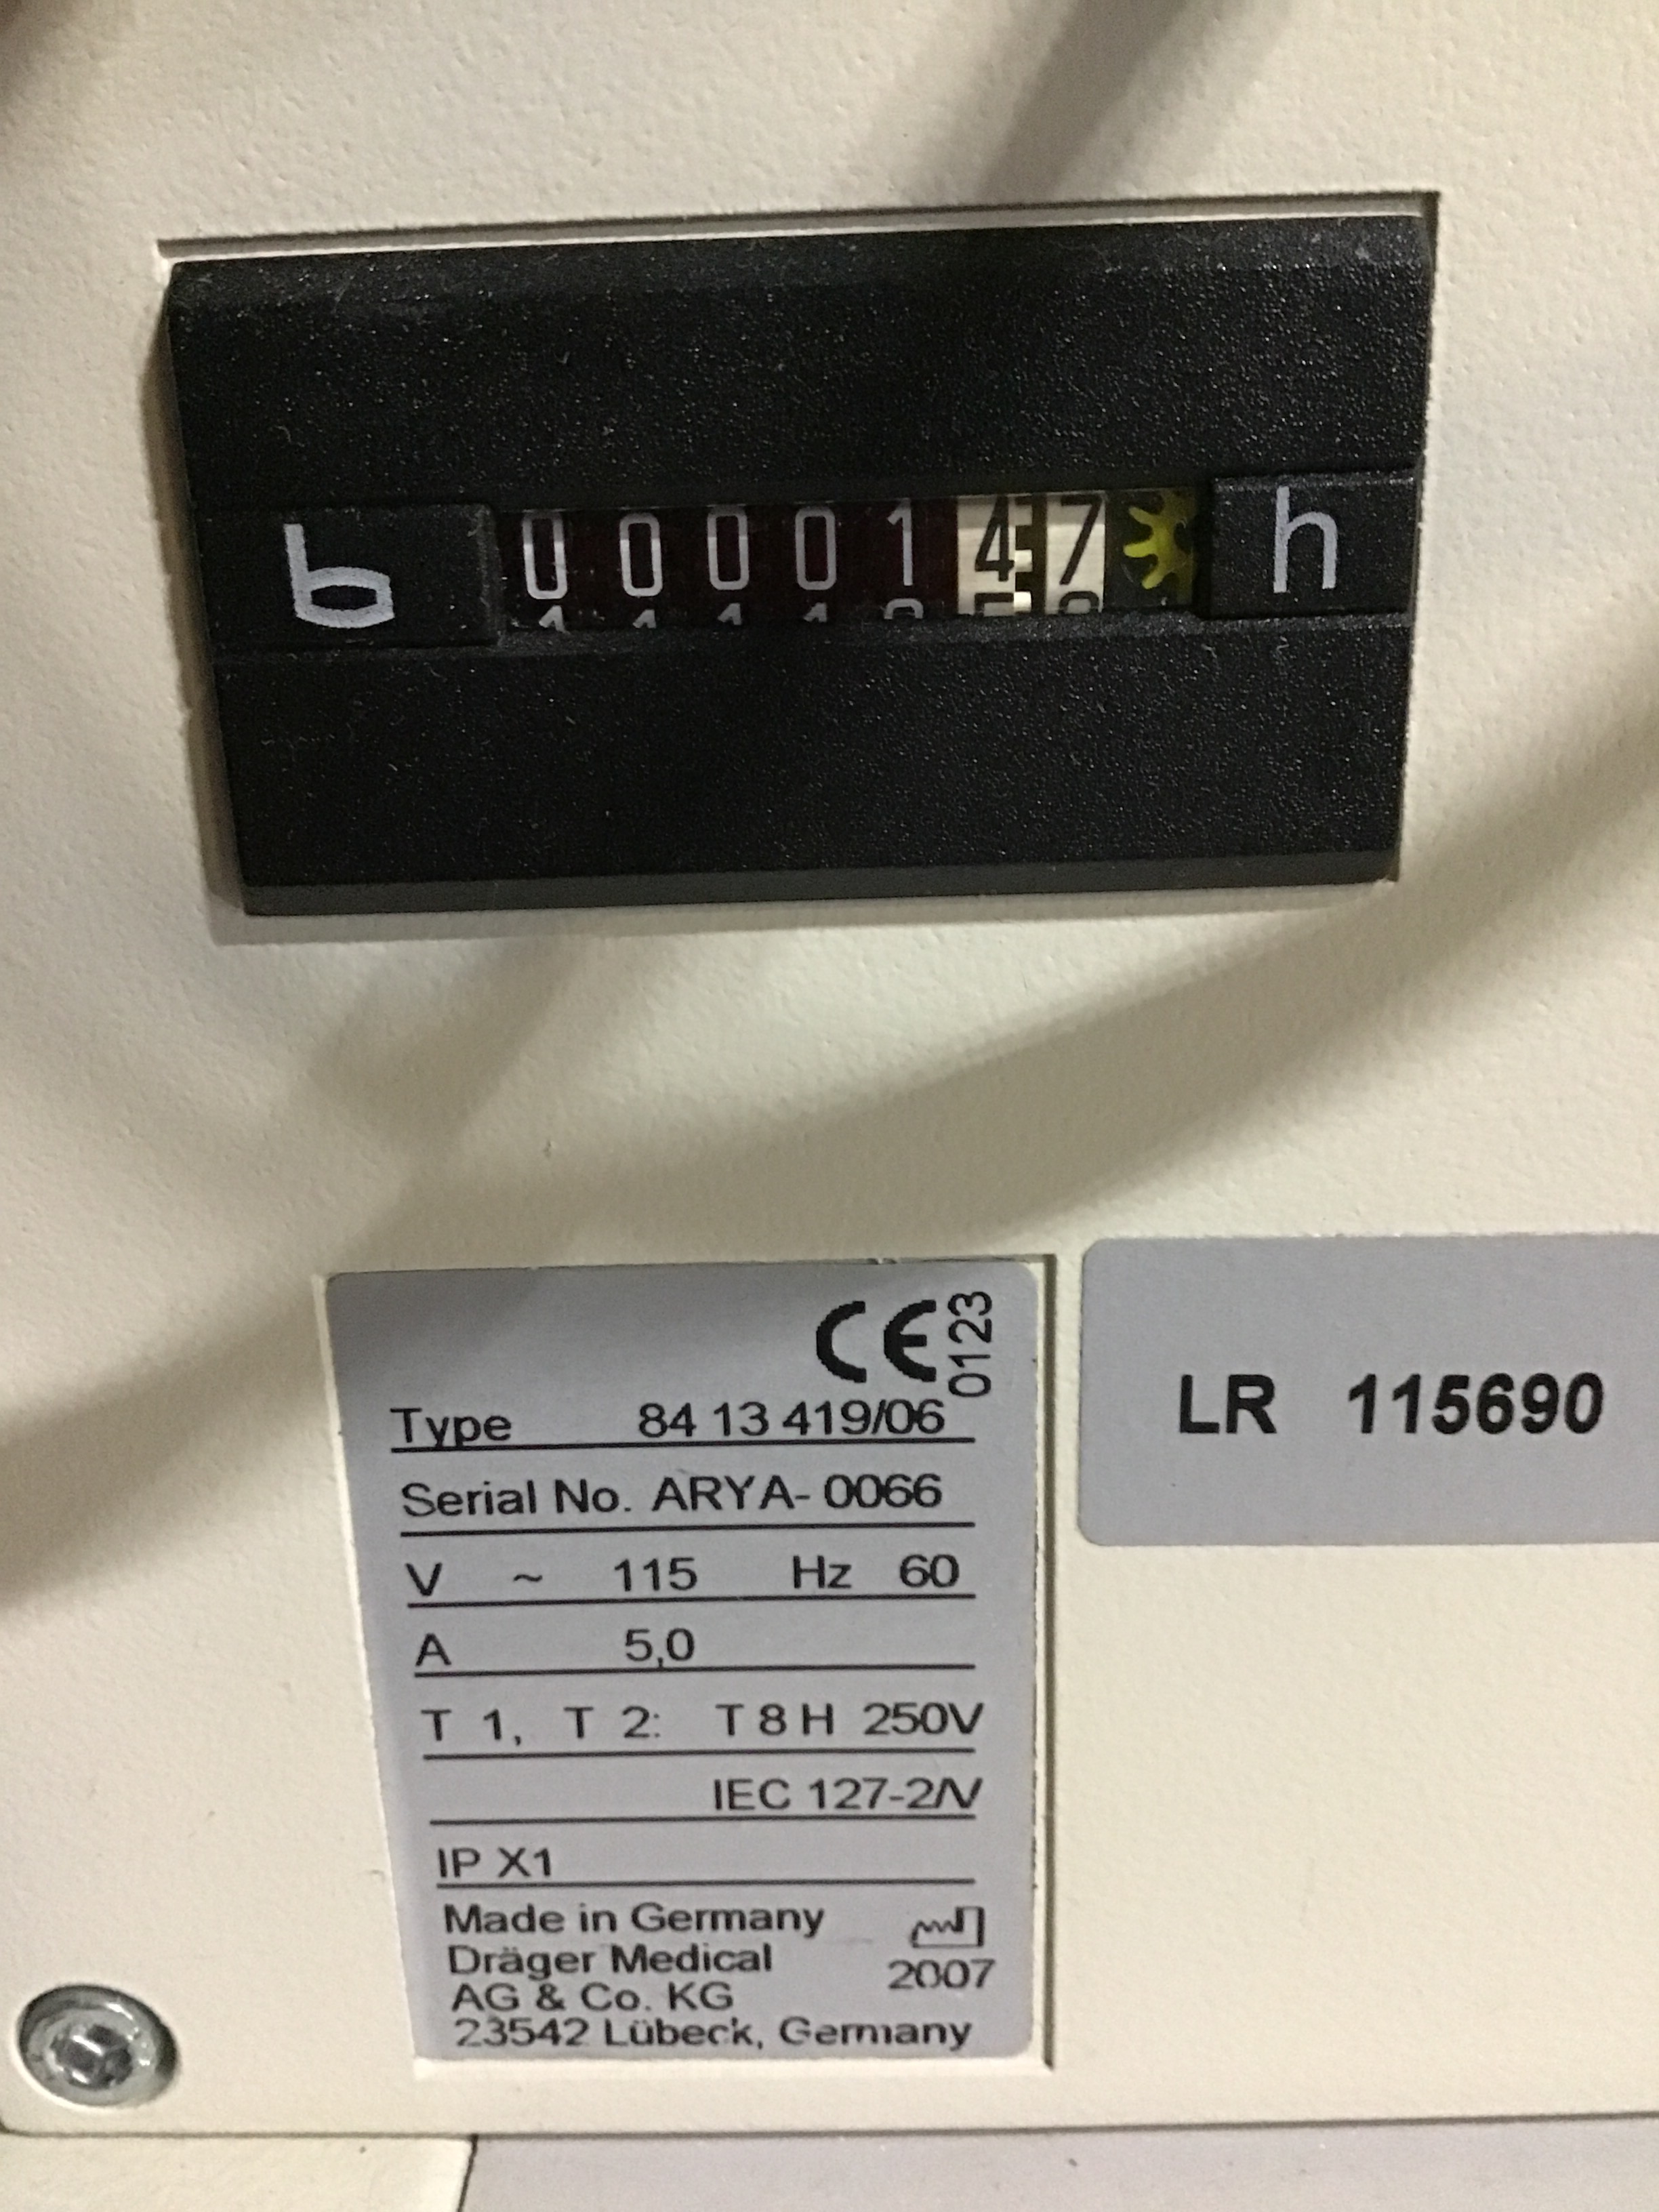 0000147 h
CE 0123
Type 84 13 419/06
LR 115690
Serial No. ARYA- 0066
V ~ 115 Hz 60
A 5,0
T 1, T 2: T 8 H 250V
IEC 127-2/V
IP X1
Made in Germany
Dräger Medical
2007
AG & Co. KG
23542 Lübeck, Germany